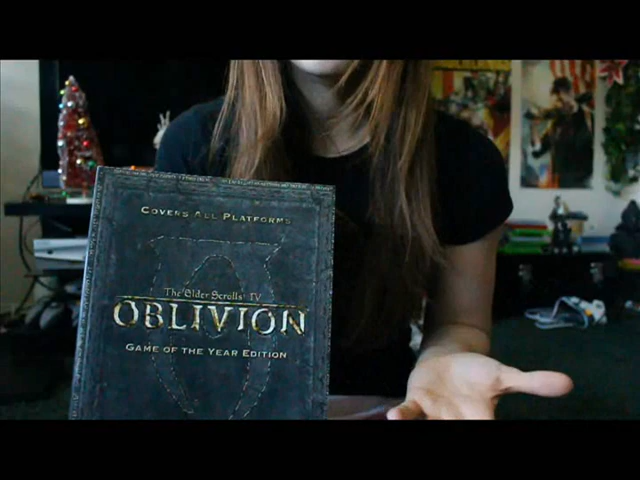 COVERS ALL PLATFORMS
The Elder Scrolls IV
OBLIVION
GAME OF THE YEAR EDITION